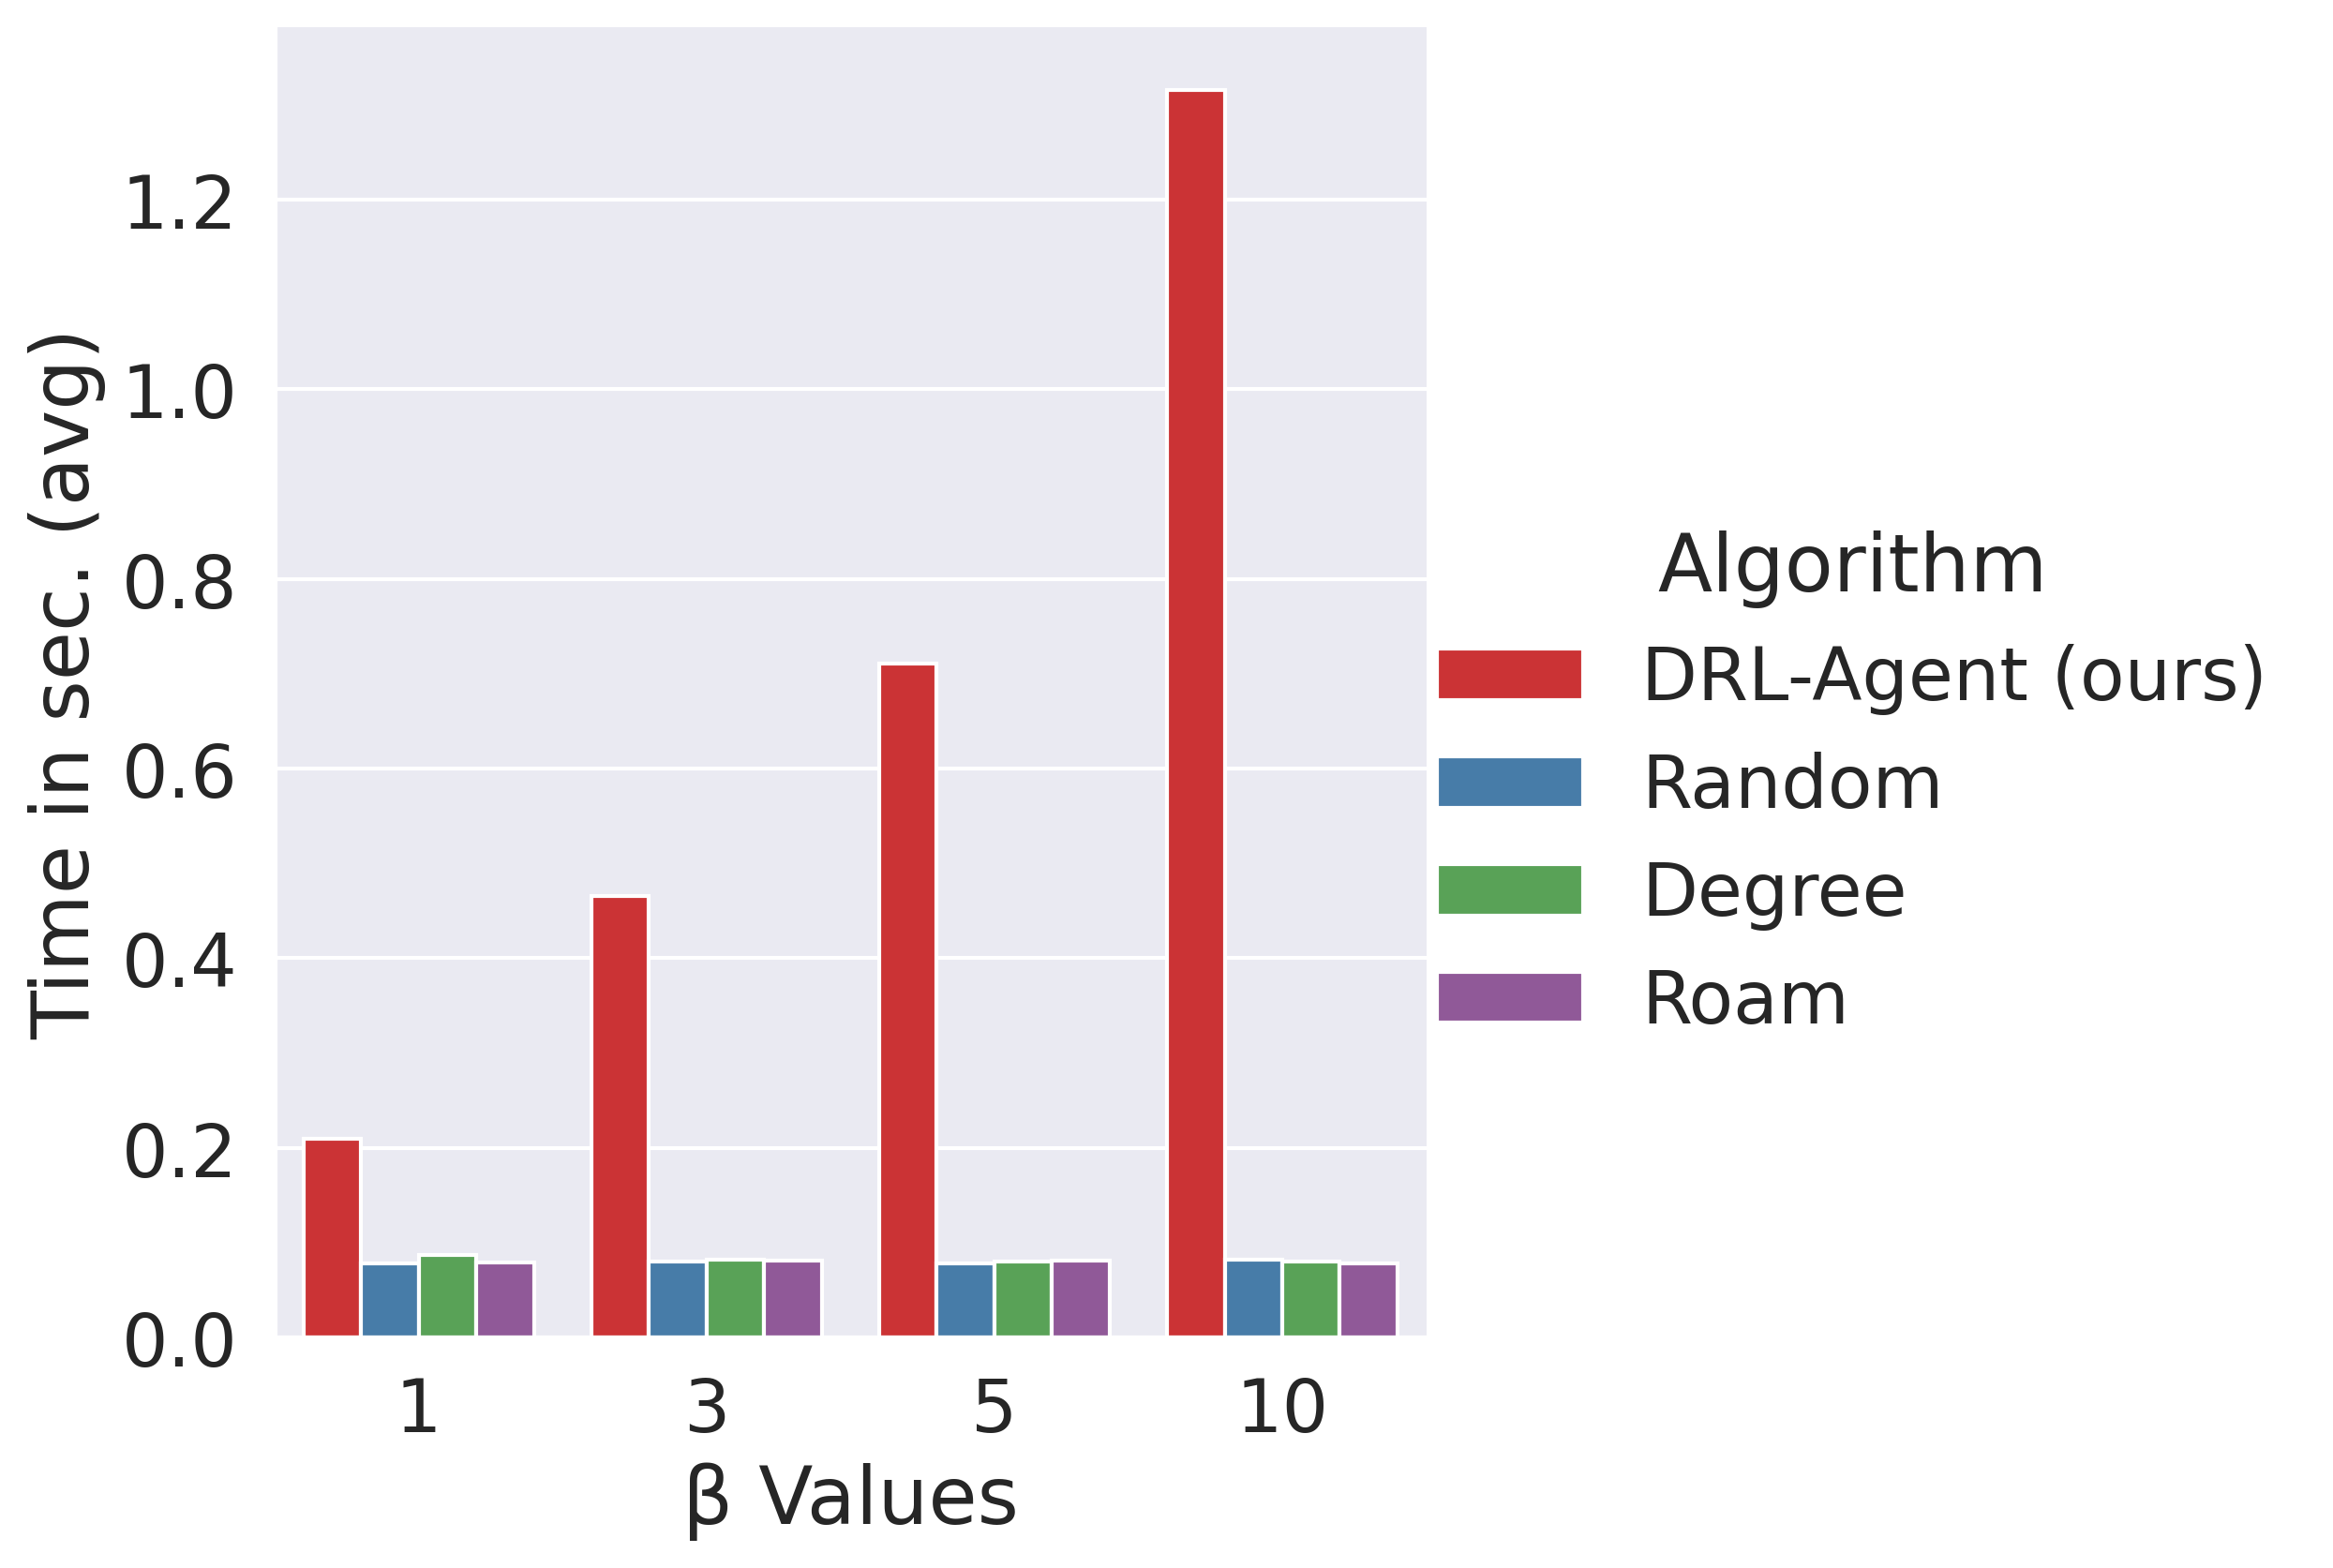 Time in sec. (avg)
1.2
1.0
0.8
0.6
0.4
0.2
0.0
1 3 5 10
β Values
Algorithm
DRL-Agent (ours)
Random
Degree
Roam